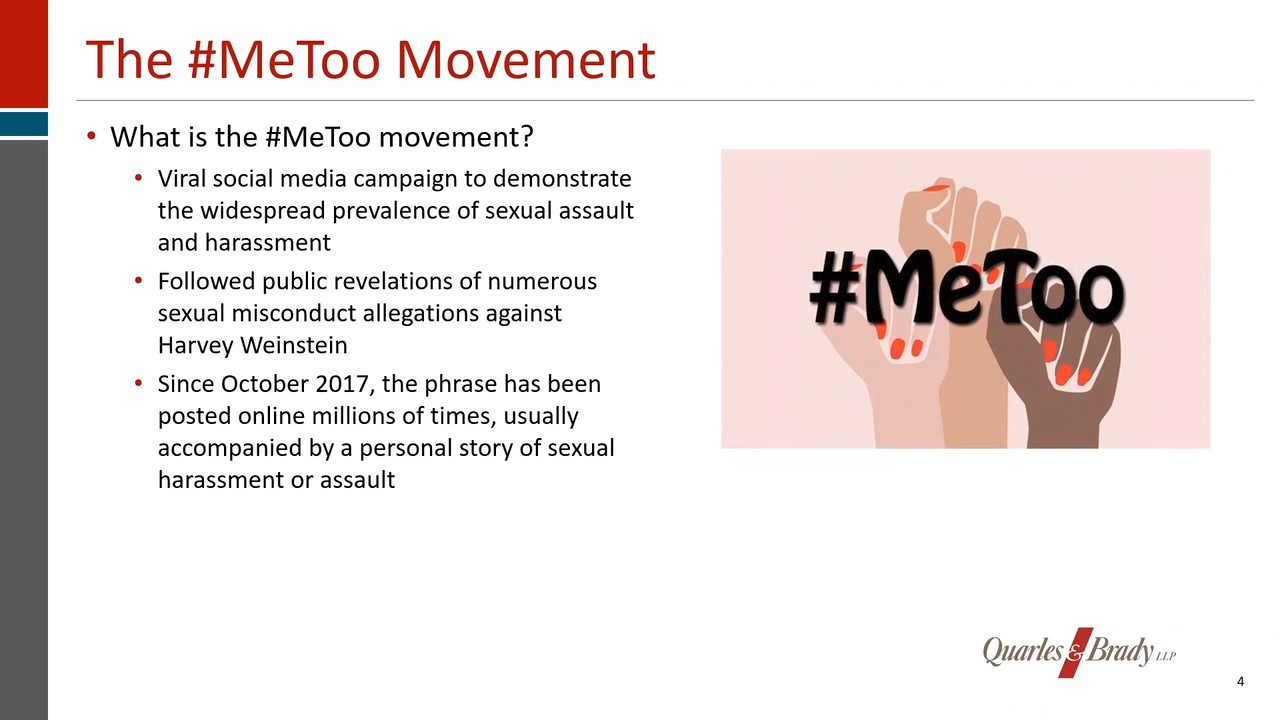 The #MeToo Movement
• What is the #MeToo movement?
• Viral social media campaign to demonstrate
the widespread prevalence of sexual assault
and harassment
• Followed public revelations of numerous
sexual misconduct allegations against
Harvey Weinstein
• Since October 2017, the phrase has been
posted online millions of times, usually
accompanied by a personal story of sexual
harassment or assault
#MeToo
Quarles & Brady LLP
4